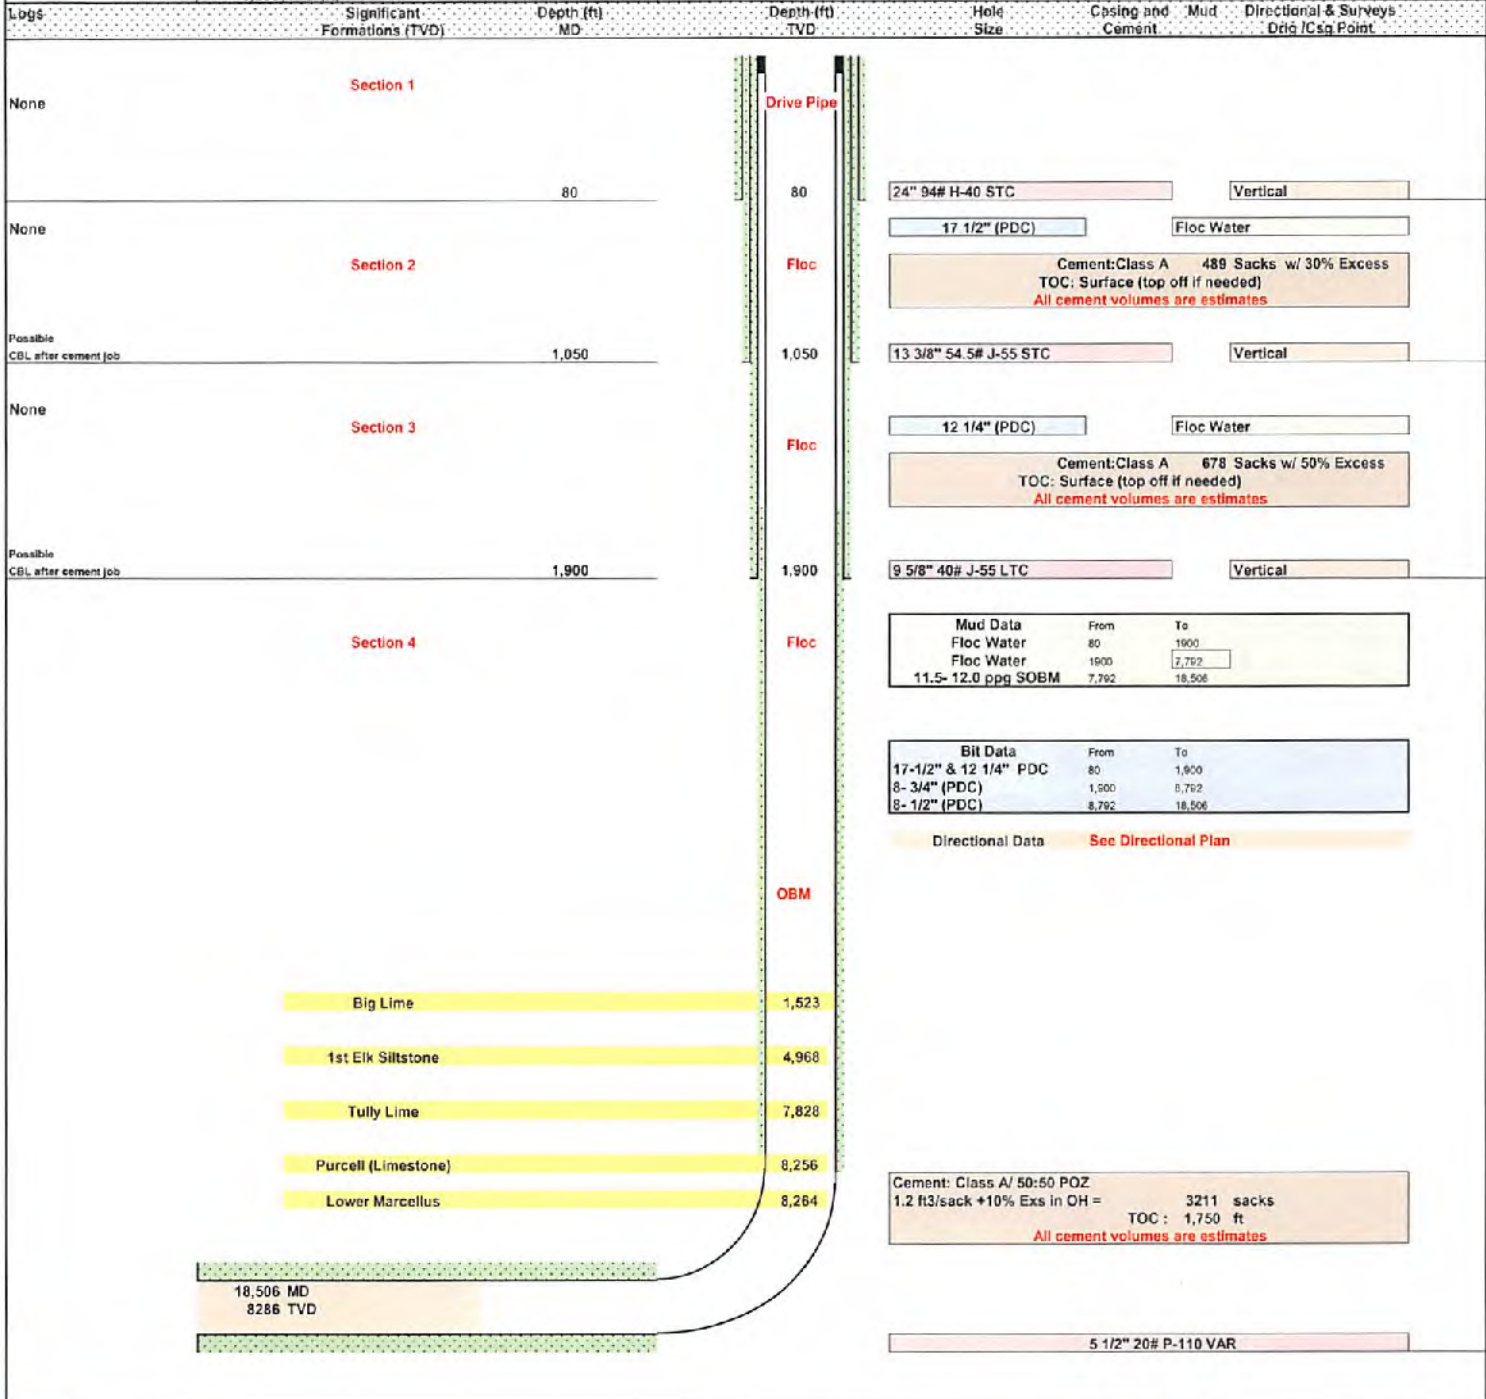 Logs Significant Depth (ft) Depth (ft) Hole Casing and Mud Directional & Surveys
Formations (TVD) MD TVD Size Cement Drlg /Csg Point
Section 1
None Drive Pipe
80 80 24" 94# H-40 STC Vertical
None 17 1/2" (PDC) Floc Water
Section 2 Floc Cement:Class A 489 Sacks w/ 30% Excess
TOC: Surface (top off if needed)
All cement volumes are estimates
Possible
CBL after cement job 1,050 1,050 13 3/8" 54.5# J-55 STC Vertical
None
Section 3 12 1/4" (PDC) Floc Water
Floc
Cement:Class A 678 Sacks w/ 50% Excess
TOC: Surface (top off if needed)
All cement volumes are estimates
Possible
CBL after cement job 1,900 1,900 9 5/8" 40# J-55 LTC Vertical
Mud Data From To
Section 4 Floc Floc Water 80 1900
Floc Water 1900 7,792
11.5- 12.0 ppg SOBM 7,792 18,506
Bit Data From To
17-1/2" & 12 1/4" PDC 80 1,900
8- 3/4" (PDC) 1,900 8,792
8- 1/2" (PDC) 8,792 18,506
Directional Data See Directional Plan
OBM
Big Lime 1,523
1st Elk Siltstone 4,968
Tully Lime 7,828
Purcell (Limestone) 8,256
Cement: Class A/ 50:50 POZ
Lower Marcellus 8,264 1.2 ft3/sack +10% Exs in OH = 3211 sacks
TOC : 1,750 ft
All cement volumes are estimates
18,506 MD
8286 TVD
5 1/2" 20# P-110 VAR